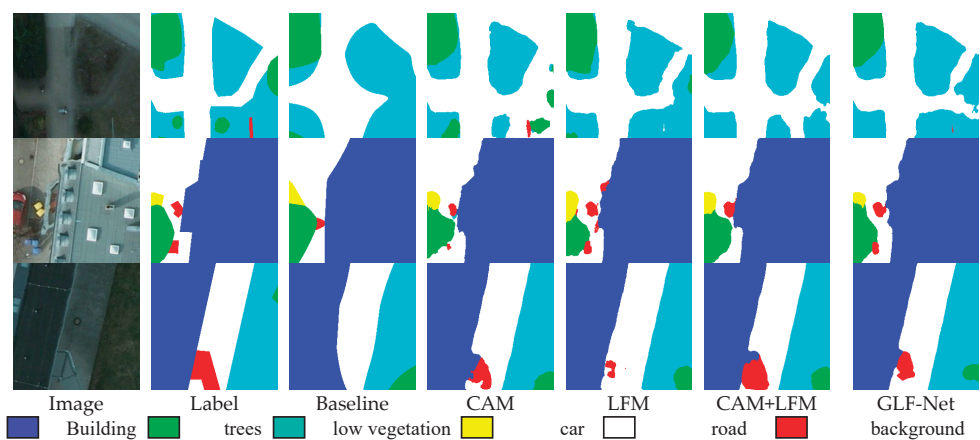 Image Label Baseline CAM LFM CAM+LFM GLF-Net
Building trees low vegetation car road background